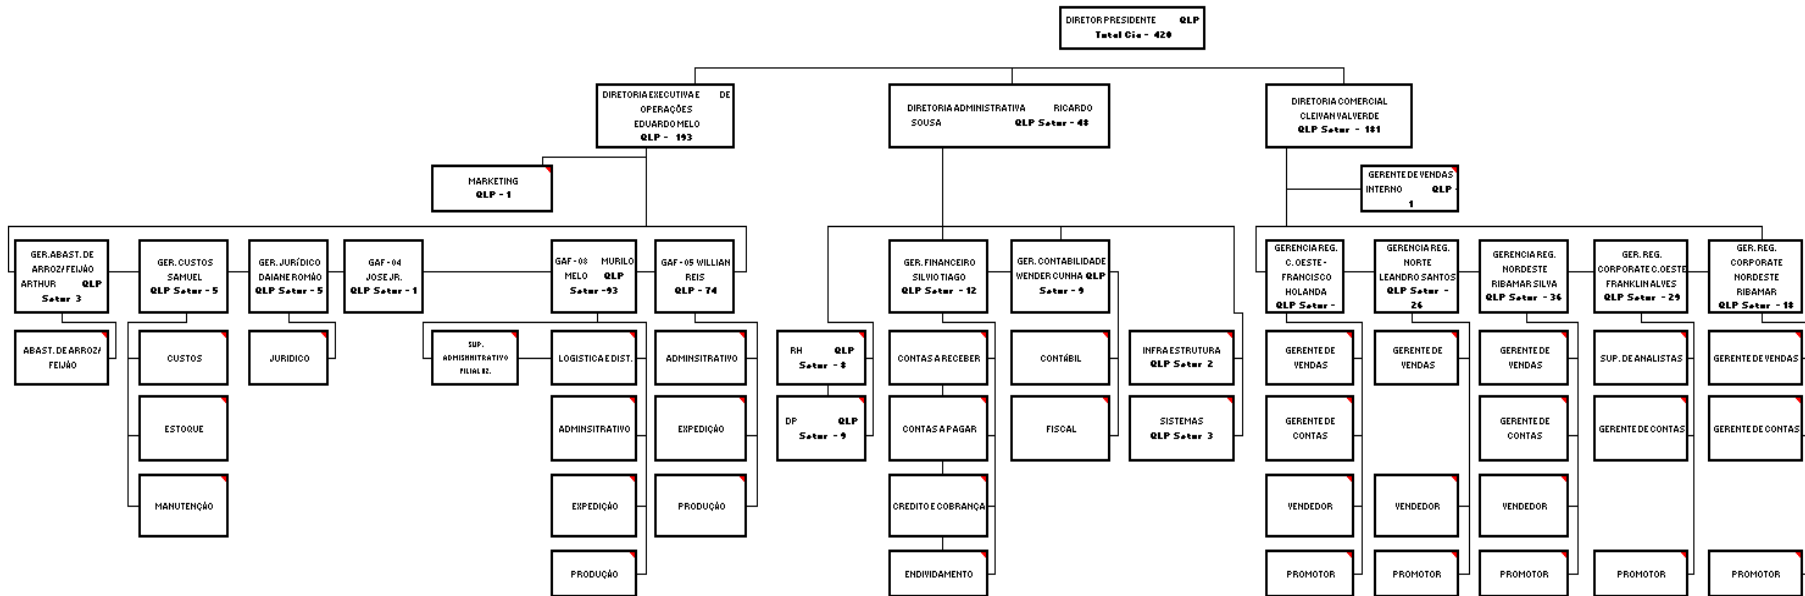 DIRETOR PRESIDENTE QLP
Total Cia - 420
DIRETORIA EXECUTIVA E DE
OPERAÇÕES
EDUARDO MELO
QLP - 193
DIRETORIA ADMINISTRATIVA RICARDO
SOUSA QLP Setor - 48
DIRETORIA COMERCIAL
CLEIVAN VALVERDE
QLP Setor - 181
MARKETING
QLP - 1
GERENTE DE VENDAS
INTERNO QLP -
1
GER. ABAST. DE
ARROZ/FEIJÃO
ARTHUR QLP
Setor 3
GER. CUSTOS
SAMUEL
QLP Setor - 5
GER. JURÍDICO
DAIANE ROMÃO
QLP Setor - 5
GAF - 04
JOSE JR.
QLP Setor - 1
GAF - 08 MURILO
MELO QLP
Setor -93
GAF - 05 WILLIAN
REIS
QLP - 74
GER. FINANCEIRO
SILVIO TIAGO
QLP Setor - 12
GER. CONTABILIDADE
WENDER CUNHA QLP
Setor - 9
GERENCIA REG.
C. OESTE -
FRANCISCO
HOLANDA
QLP Setor -
GERENCIA REG.
NORTE
LEANDRO SANTOS
QLP Setor -
26
GERENCIA REG.
NORDESTE
RIBAMAR SILVA
QLP Setor - 36
GER. REG.
CORPORATE C.OESTE
FRANKLIN ALVES
QLP Setor - 29
GER. REG.
CORPORATE
NORDESTE
RIBAMAR
QLP Setor - 18
ABAST. DE ARROZ/
FEIJÃO
CUSTOS
JURIDICO
SUP.
ADMISNNITRATIVO
FILIAL 02.
LOGISTICA E DIST.
ADMINSIRATIVO
RH QLP
Setor - 8
CONTAS A RECEBER
CONTÁBIL
INFRA ESTRUTURA
QLP Setor 2
GERENTE DE
VENDAS
GERENTE DE
VENDAS
GERENTE DE
VENDAS
SUP. DE ANALISTAS
GERENTE DE VENDAS
ESTOQUE
ADMINSIRATIVO
EXPEDIÇÃO
DP QLP
Setor - 9
CONTAS A PAGAR
FISCAL
SISTEMAS
QLP Setor 3
GERENTE DE
CONTAS
GERENTE DE
CONTAS
GERENTE DE CONTAS
GERENTE DE CONTAS
MANUTENÇÃO
EXPEDIÇÃO
PRODUÇÃO
CREDITO E COBRANÇA
VENDEDOR
VENDEDOR
VENDEDOR
PRODUÇÃO
ENDIVIDAMENTO
PROMOTOR
PROMOTOR
PROMOTOR
PROMOTOR
PROMOTOR